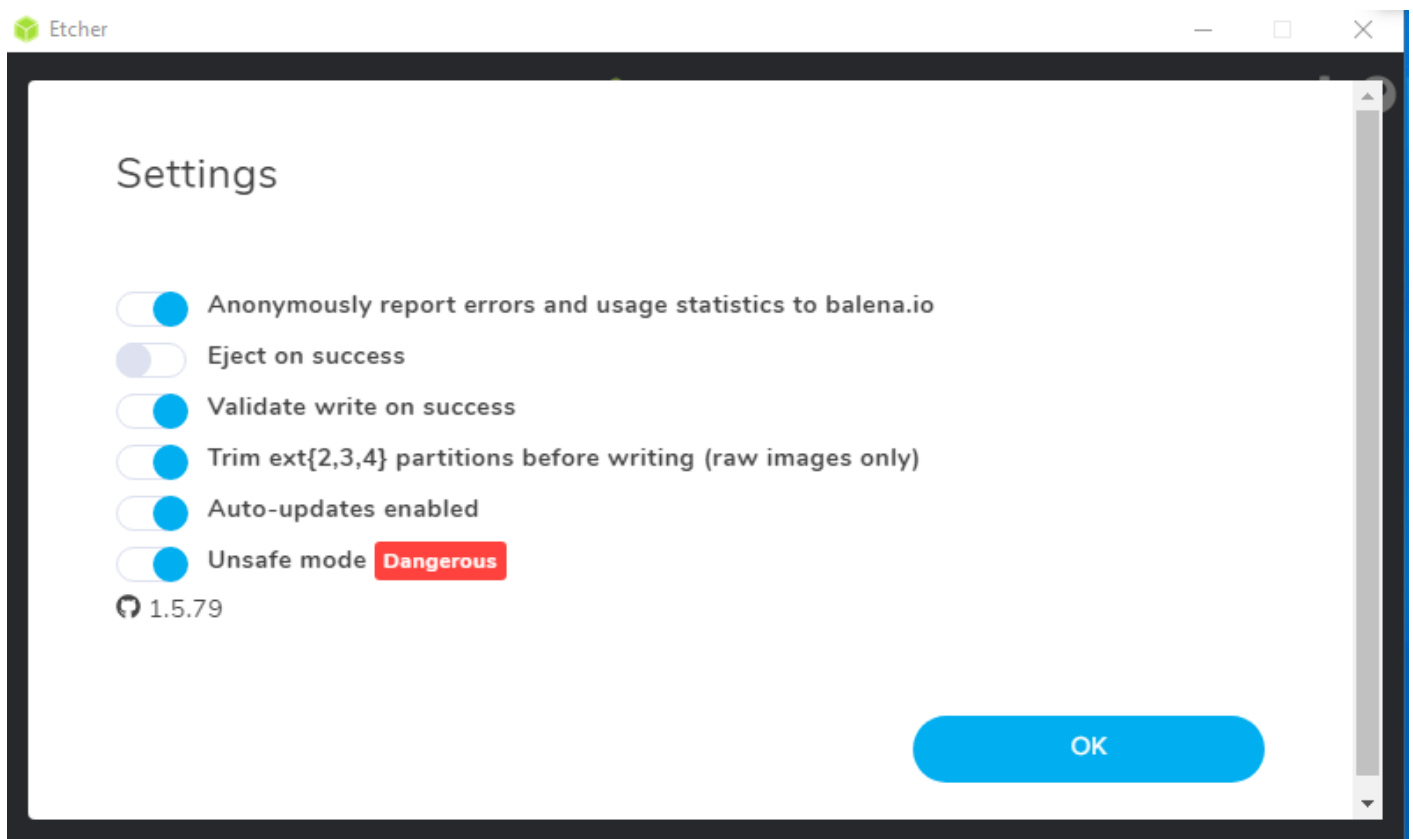 Etcher
Settings
Anonymously report errors and usage statistics to balena.io
Eject on success
Validate write on success
Trim ext{2,3,4} partitions before writing (raw images only)
Auto-updates enabled
Unsafe mode Dangerous
1.5.79
OK